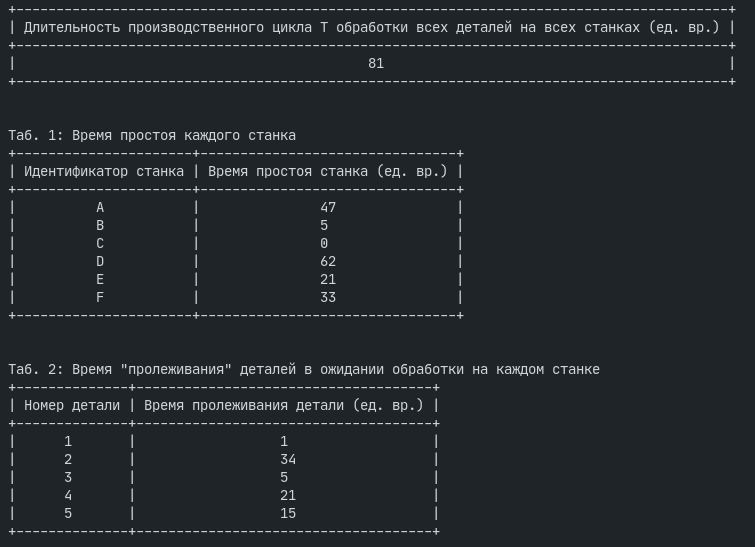 +-----------------------------------------------------------------------------------------+
| Длительность производственного цикла T обработки всех деталей на всех станках (ед. вр.) |
+-----------------------------------------------------------------------------------------+
|                                            81                                           |
+-----------------------------------------------------------------------------------------+
Таб. 1: Время простоя каждого станка
+----------------------+--------------------------------+
| Идентификатор станка | Время простоя станка (ед. вр.) |
+----------------------+--------------------------------+
|          A           |               47               |
|          B           |               5                |
|          C           |               0                |
|          D           |               62               |
|          E           |               21               |
|          F           |               33               |
+----------------------+--------------------------------+
Таб. 2: Время "пролеживания" деталей в ожидании обработки на каждом станке
+--------------+-------------------------------------+
| Номер детали | Время пролеживания детали (ед. вр.) |
+--------------+-------------------------------------+
|      1       |                  1                  |
|      2       |                  34                 |
|      3       |                  5                  |
|      4       |                  21                 |
|      5       |                  15                 |
+--------------+-------------------------------------+